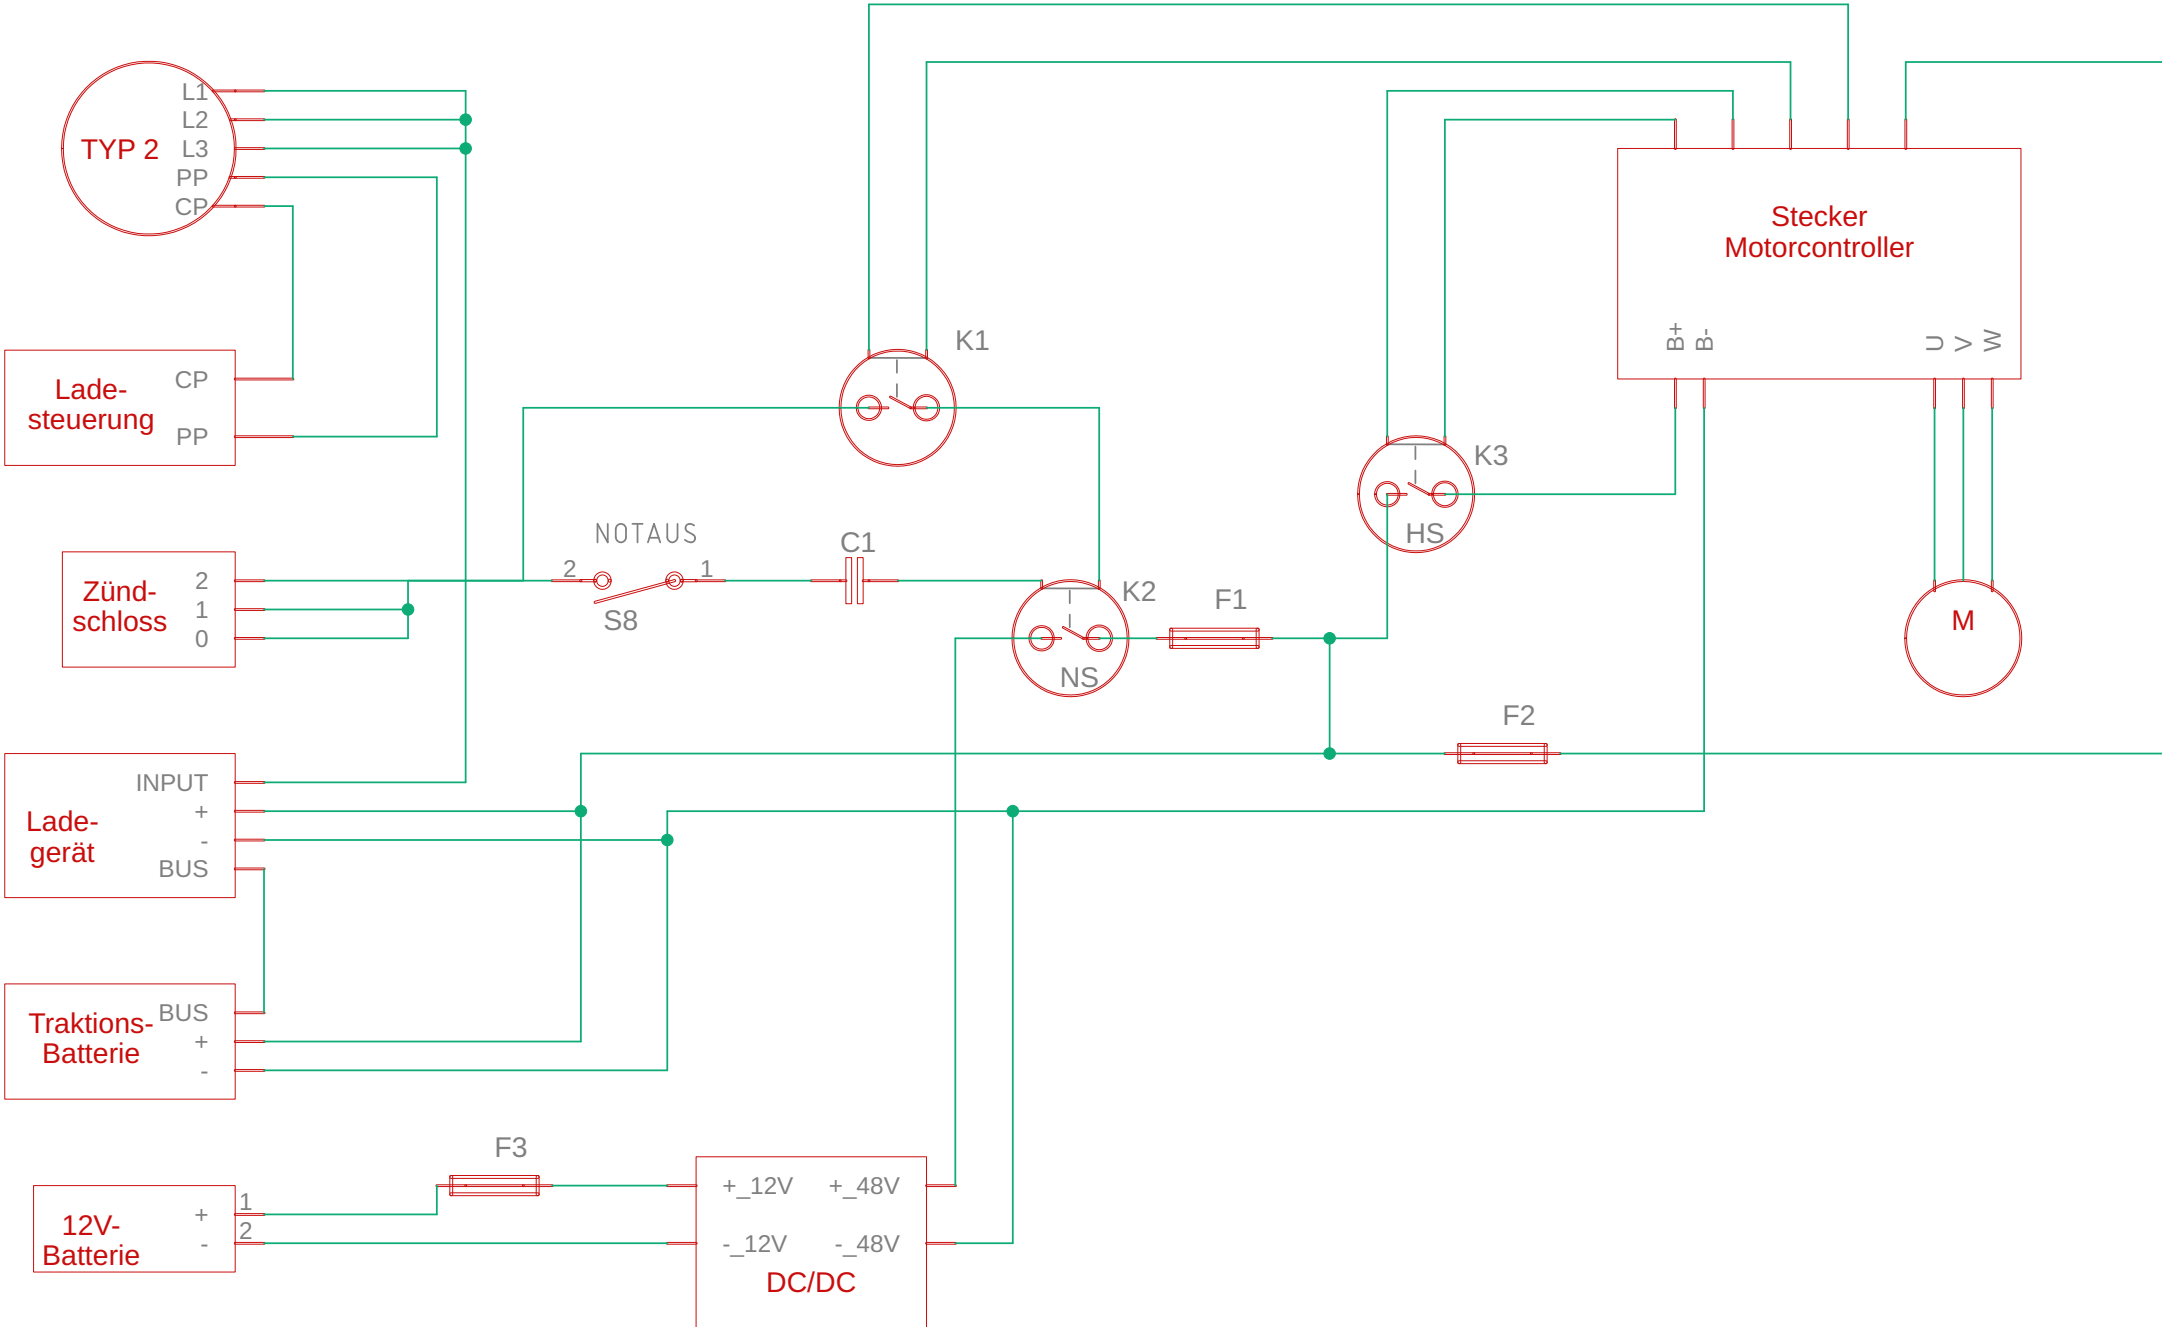 TYP 2
L1
L2
L3
PP
CP
Lade-
steuerung
CP
PP
Zünd-
schloss
2
1
0
Lade-
gerät
INPUT
+
-
BUS
Traktions-
Batterie
BUS
+
-
12V-
Batterie
+
-
1
2
F3
+_12V
+_48V
-_12V
-_48V
DC/DC
NOTAUS
2
1
S8
C1
K1
K2
NS
F1
K3
HS
F2
Stecker
Motorcontroller
B+
B-
U
V
W
M